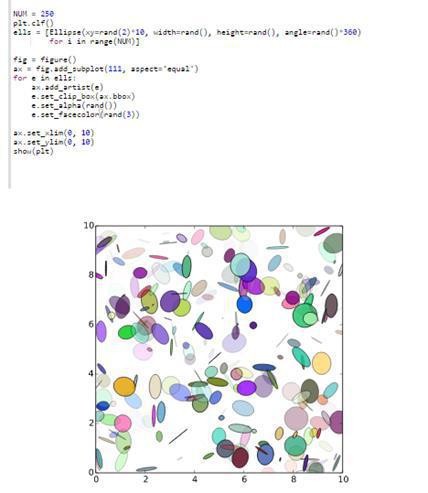 NUM = 250
plt.clf()
ells = [Ellipse(xy=rand(2)*10, width=rand(), height=rand(), angle=rand()*360)
for i in range(NUM)]
fig = figure()
ax = fig.add_subplot(111, aspect='equal')
for e in ells:
ax.add_artist(e)
e.set_clip_box(ax.bbox)
e.set_alpha(rand())
e.set_facecolor(rand(3))
ax.set_xlim(0, 10)
ax.set_ylim(0, 10)
show(plt)
10
8
6
4
2
0
0 2 4 6 8 10